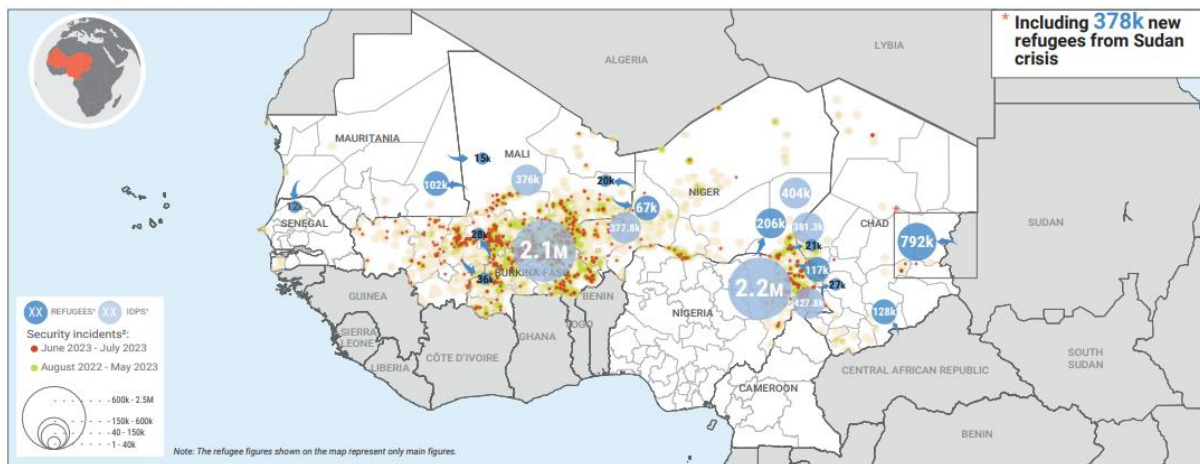 * Including 378k new
refugees from Sudan
crisis
LYBIA
ALGERIA
MAURITANIA
MALI
15k
102k
376k
20k
NIGER
404k
12k
SENEGAL
67k
377.8k
206k
381.3k
CHAD
792k
SUDAN
28k
2.1M
21k
36k
BURKINA FASO
117k
2.2M
27k
427.8k
128k
GUINEA
BENIN
NIGERIA
SIERRA
LEONE
LIBERIA
CÔTE D'IVOIRE
GHANA
TOGO
CAMEROON
CENTRAL AFRICAN REPUBLIC
SOUTH
SUDAN
BENIN
XX REFUGEES¹ XX IDPS¹
Security incidents²:
June 2023 - July 2023
August 2022 - May 2023
600k - 2.5M
150k - 600k
40 - 150k
1 - 40k
Note: The refugee figures shown on the map represent only main figures.